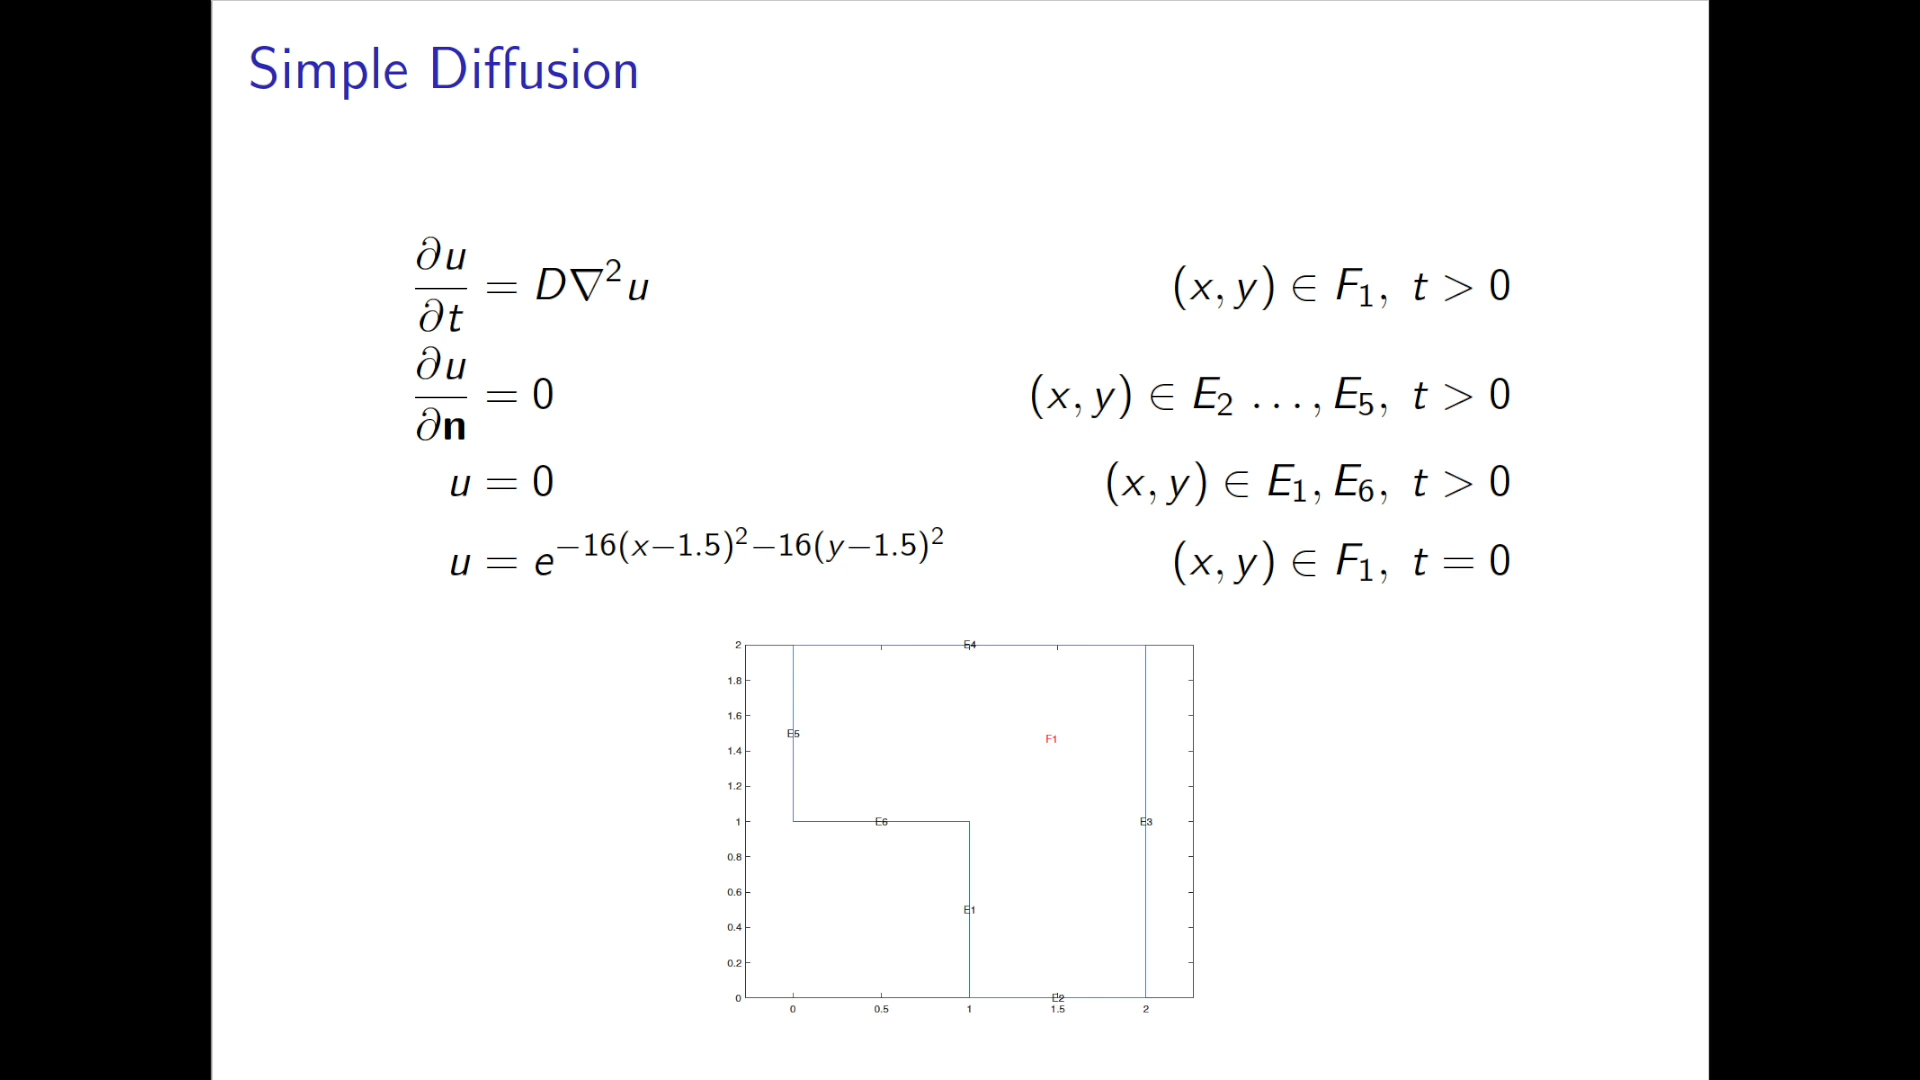 Simple Diffusion
∂u/∂t = D∇²u (x, y) ∈ F₁, t > 0
∂u/∂n = 0 (x, y) ∈ E₂ …, E₅, t > 0
u = 0 (x, y) ∈ E₁, E₆, t > 0
u = e^{−16(x−1.5)²−16(y−1.5)²} (x, y) ∈ F₁, t = 0
2
E4
1.8
1.6
E5
F1
1.4
1.2
1
E6
E3
0.8
0.6
E1
0.4
0.2
0
E2
0 0.5 1 1.5 2